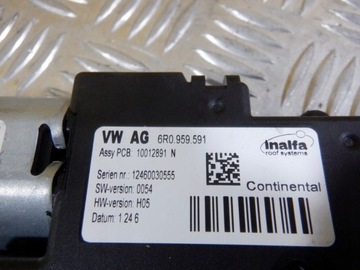 VW AG 6R0.959.591
Assy PCB: 10012891 N
Serien nr.: 12460030555
SW-version: 0054
HW-version: H05
Datum: 1 24 6
inalfa
roof systems
Continental